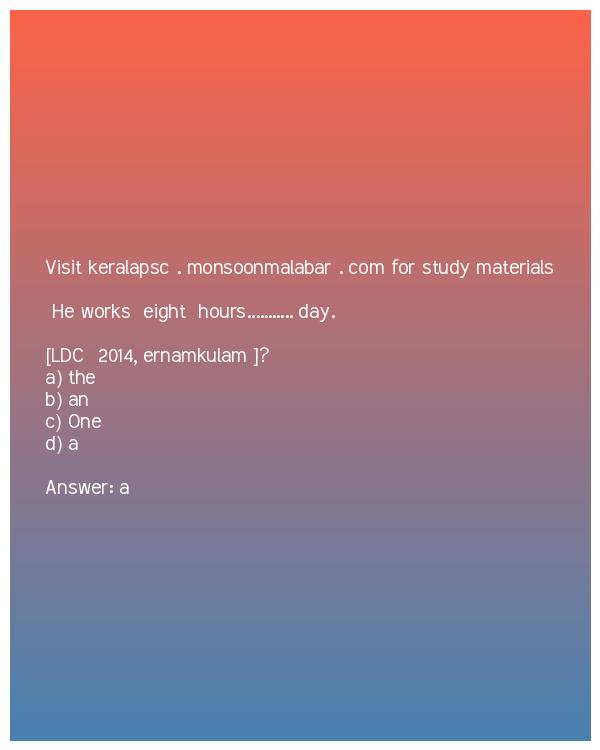 Visit keralapsc . monsoonmalabar . com for study materials
He works eight hours........... day.
[LDC 2014, ernamkulam ]?
a) the
b) an
c) One
d) a
Answer: a